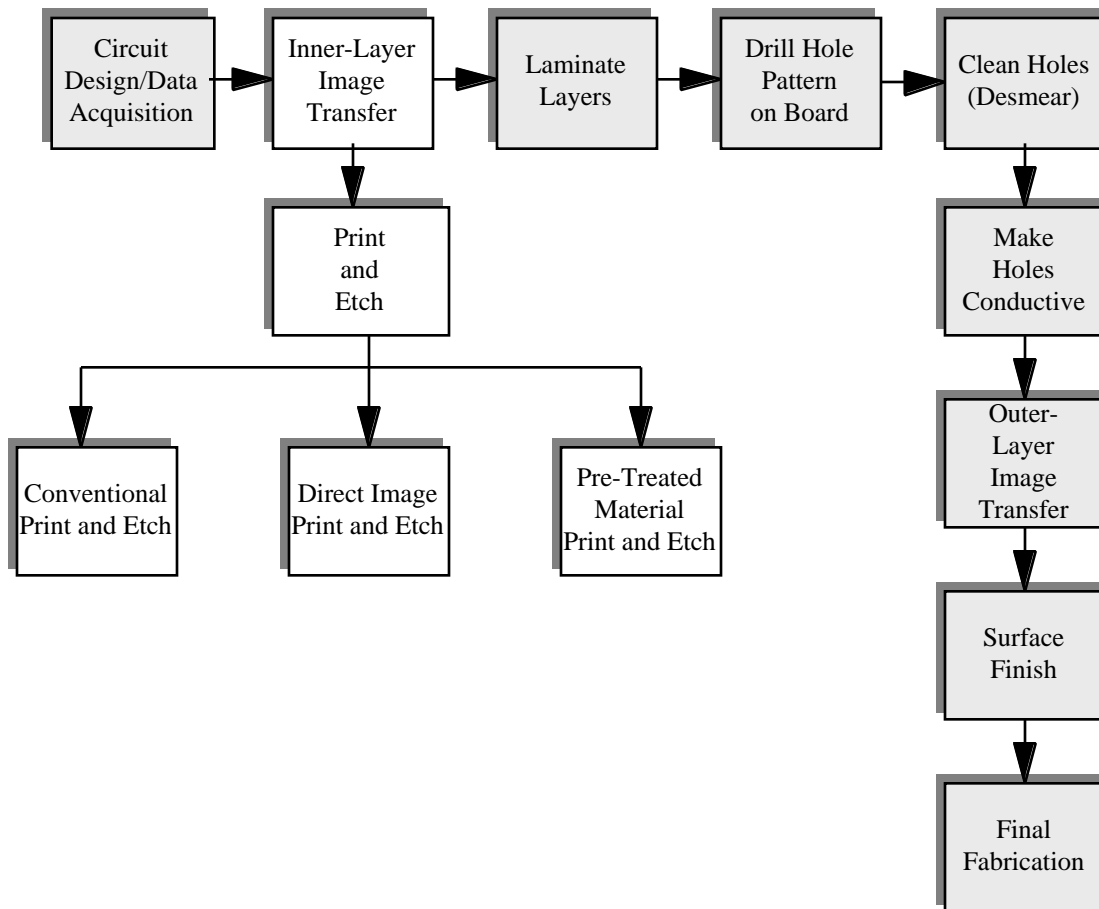 Circuit
Design/Data
Acquisition
Inner-Layer
Image
Transfer
Laminate
Layers
Drill Hole
Pattern
on Board
Clean Holes
(Desmear)
Print
and
Etch
Make
Holes
Conductive
Conventional
Print and Etch
Direct Image
Print and Etch
Pre-Treated
Material
Print and Etch
Outer-
Layer
Image
Transfer
Surface
Finish
Final
Fabrication